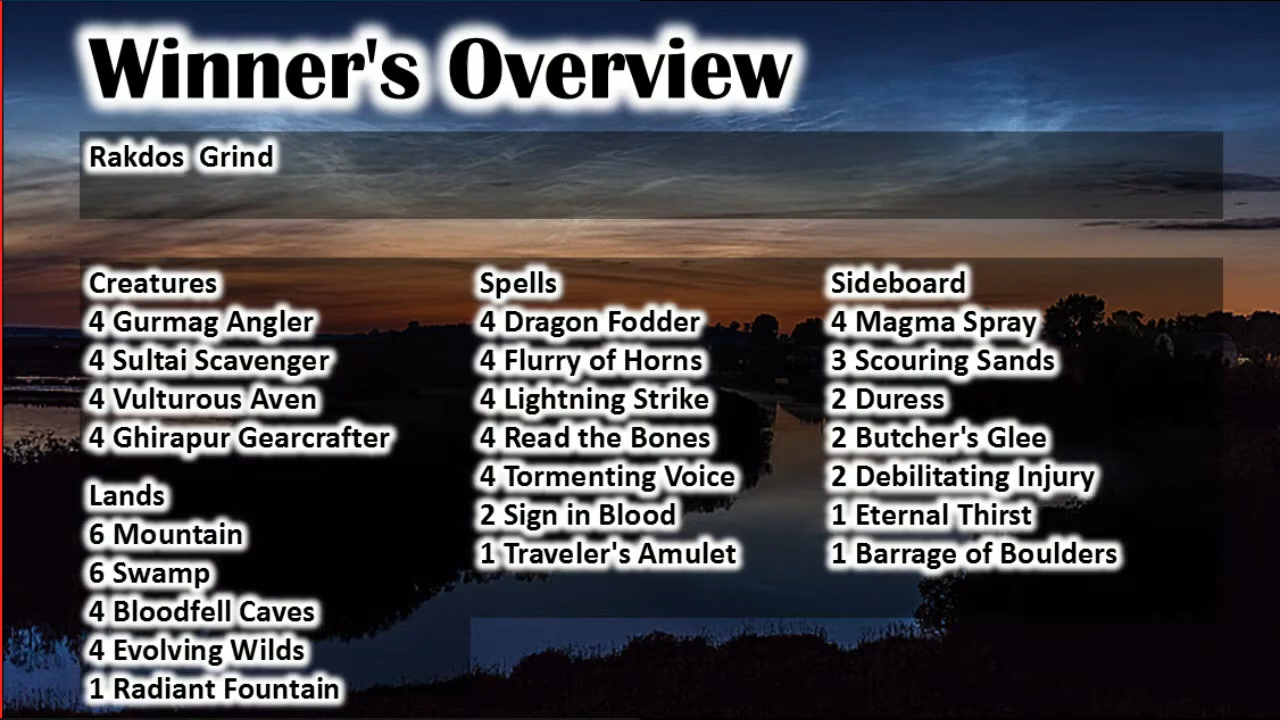 Winner's Overview
Rakdos Grind
Creatures
4 Gurmag Angler
4 Sultai Scavenger
4 Vulturous Aven
4 Ghirapur Gearcrafter
Lands
6 Mountain
6 Swamp
4 Bloodfell Caves
4 Evolving Wilds
1 Radiant Fountain
Spells
4 Dragon Fodder
4 Flurry of Horns
4 Lightning Strike
4 Read the Bones
4 Tormenting Voice
2 Sign in Blood
1 Traveler's Amulet
Sideboard
4 Magma Spray
3 Scouring Sands
2 Duress
2 Butcher's Glee
2 Debilitating Injury
1 Eternal Thirst
1 Barrage of Boulders